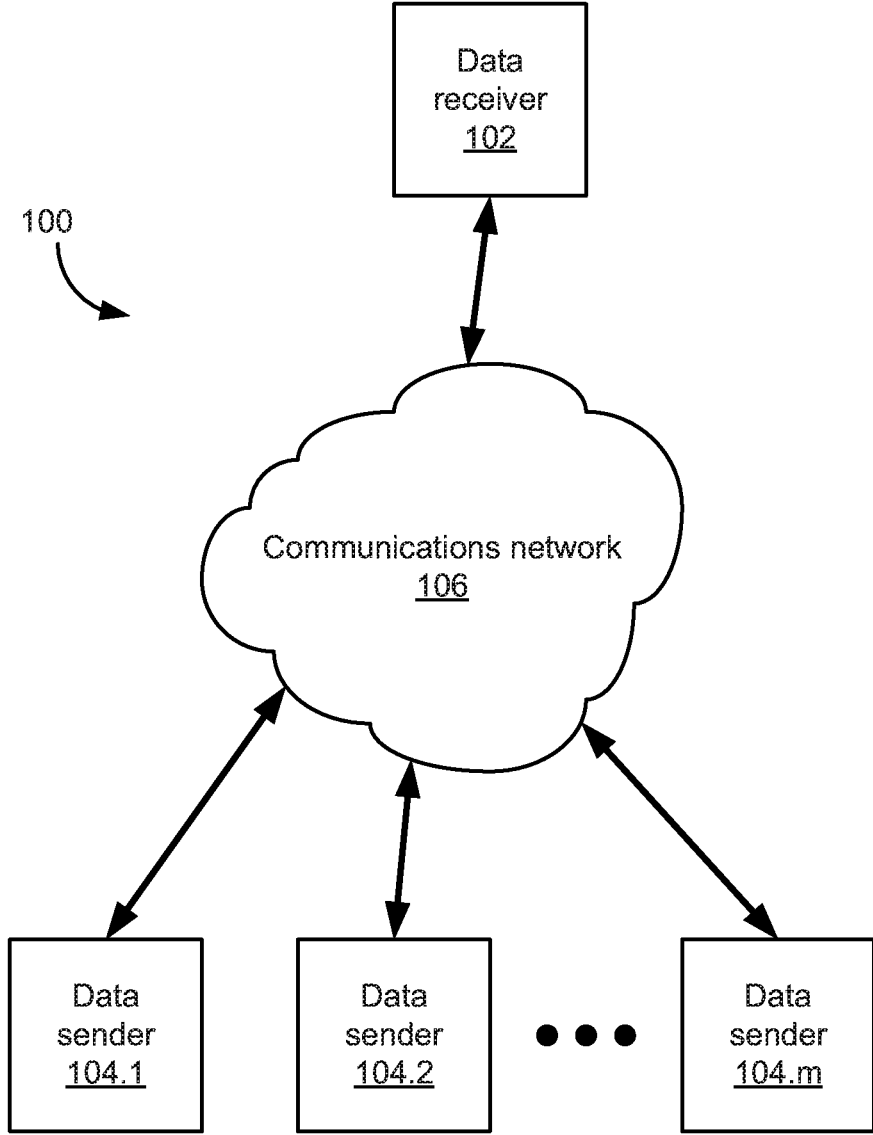 Data
receiver
102
100
Communications network
106
Data
sender
104.1
Data
sender
104.2
Data
sender
104.m